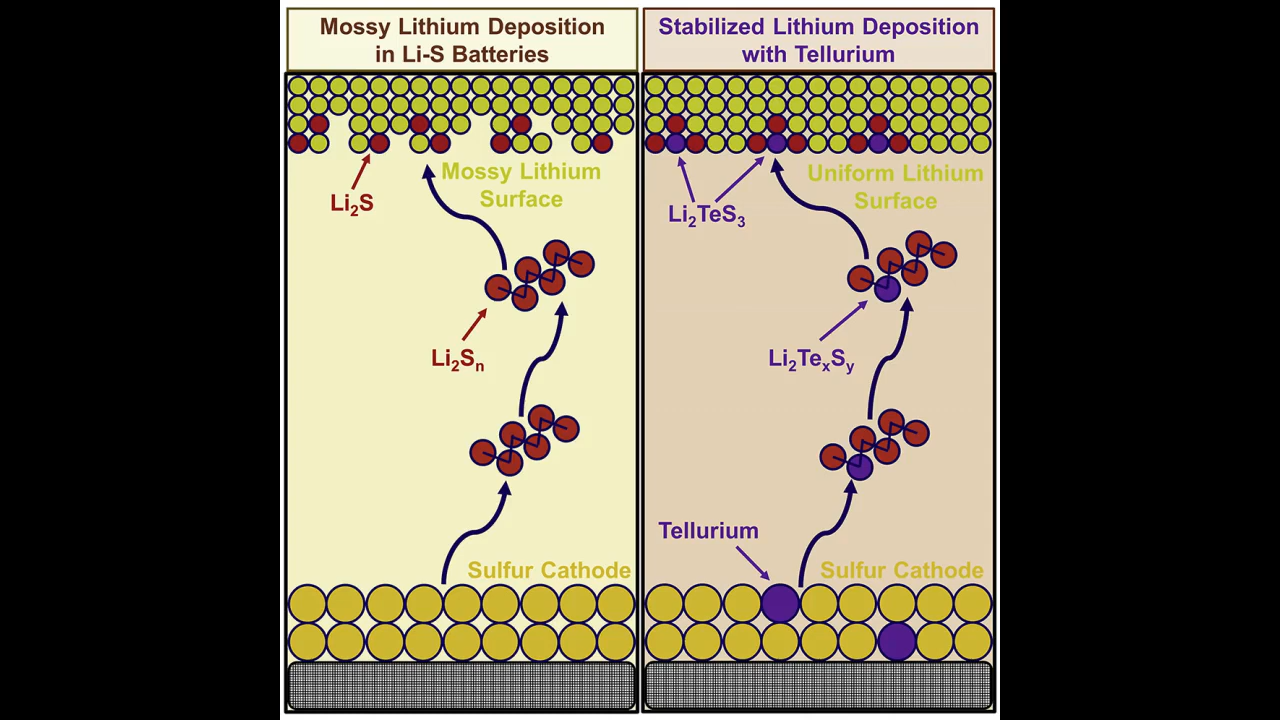 Mossy Lithium Deposition
in Li-S Batteries
Li₂S
Mossy Lithium
Surface
Li₂Sₙ
Sulfur Cathode
Stabilized Lithium Deposition
with Tellurium
Li₂TeS₃
Uniform Lithium
Surface
Li₂TeₓSᵧ
Tellurium
Sulfur Cathode